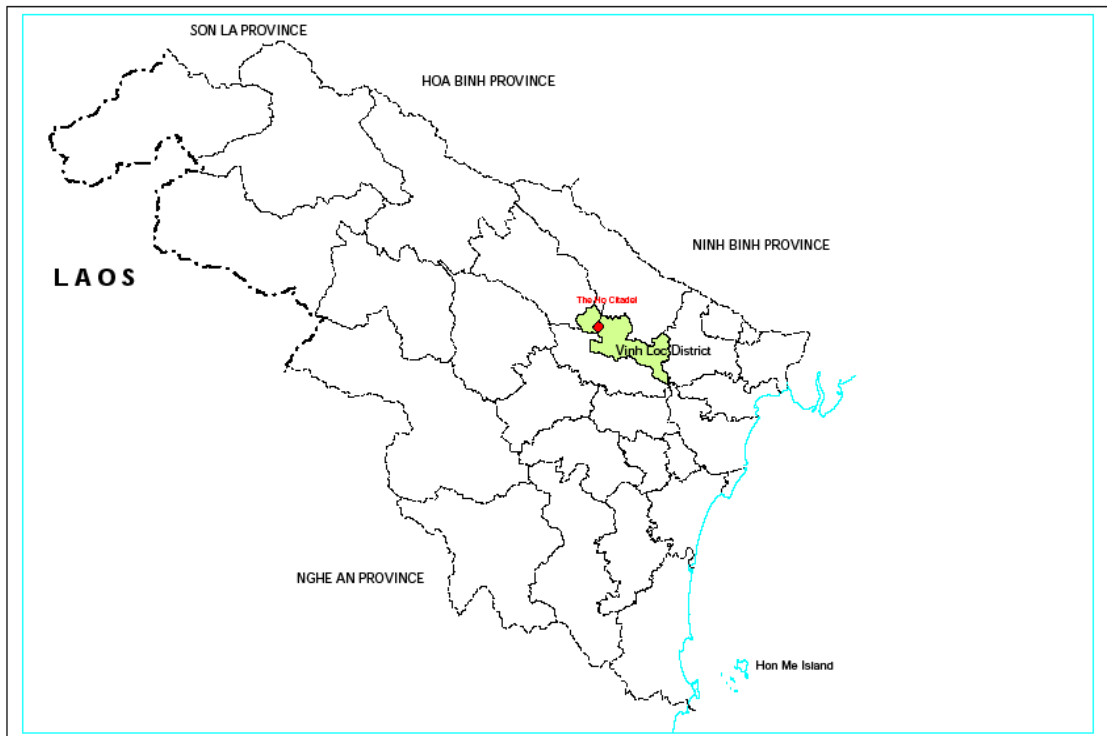 SON LA PROVINCE
HOA BINH PROVINCE
NINH BINH PROVINCE
LAOS
The Ho Citadel
Vinh Loc District
NGHE AN PROVINCE
Hon Me Island